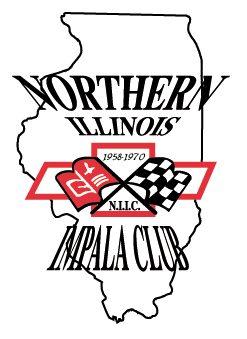 NORTHERN
ILLINOIS
1958-1970
N.I.I.C.
IMPALA CLUB